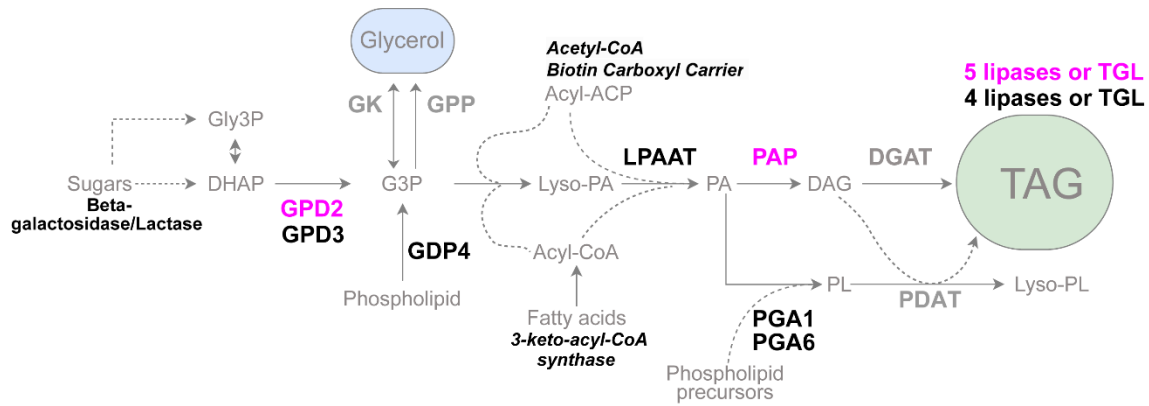 Glycerol
Acetyl-CoA
Biotin Carboxyl Carrier
Acyl-ACP
5 lipases or TGL
4 lipases or TGL
GK
GPP
Gly3P
LPAAT
PAP
DGAT
TAG
Sugars
DHAP
G3P
Lyso-PA
PA
DAG
Beta-
galactosidase/Lactase
GPD2
GPD3
GDP4
Acyl-CoA
Phospholipid
PL
PDAT
Lyso-PL
Fatty acids
3-keto-acyl-CoA
synthase
PGA1
PGA6
Phospholipid
precursors